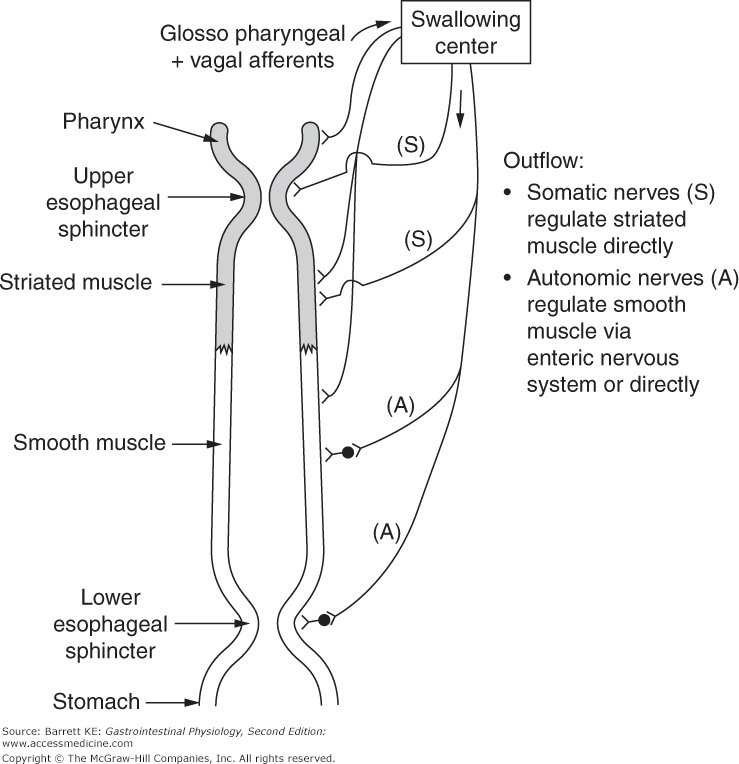 Glosso pharyngeal
+ vagal afferents
Swallowing
center
Pharynx
(S)
Upper
esophageal
sphincter
(S)
Striated muscle
Outflow:
• Somatic nerves (S)
regulate striated
muscle directly
• Autonomic nerves (A)
regulate smooth
muscle via
enteric nervous
system or directly
(A)
Smooth muscle
(A)
Lower
esophageal
sphincter
Stomach
Source: Barrett KE: Gastrointestinal Physiology, Second Edition:
www.accessmedicine.com
Copyright © The McGraw-Hill Companies, Inc. All rights reserved.